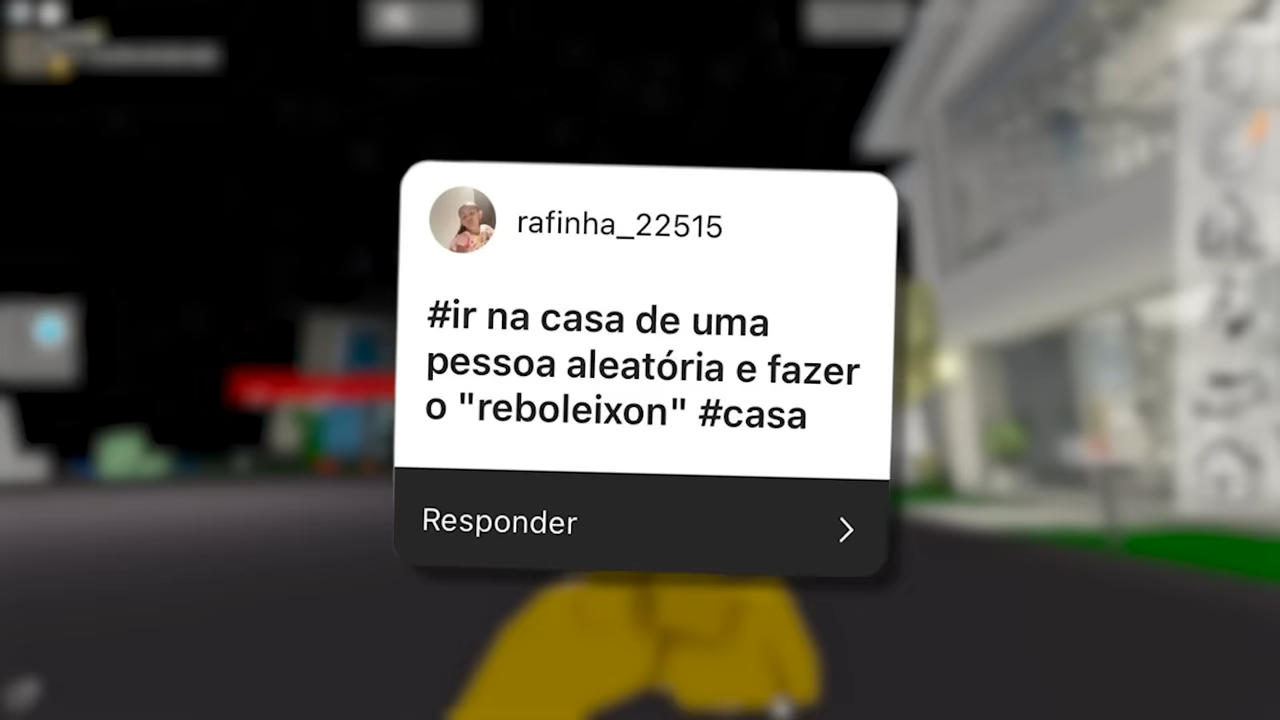 rafinha_22515
#ir na casa de uma
pessoa aleatória e fazer
o "reboleixon" #casa
Responder